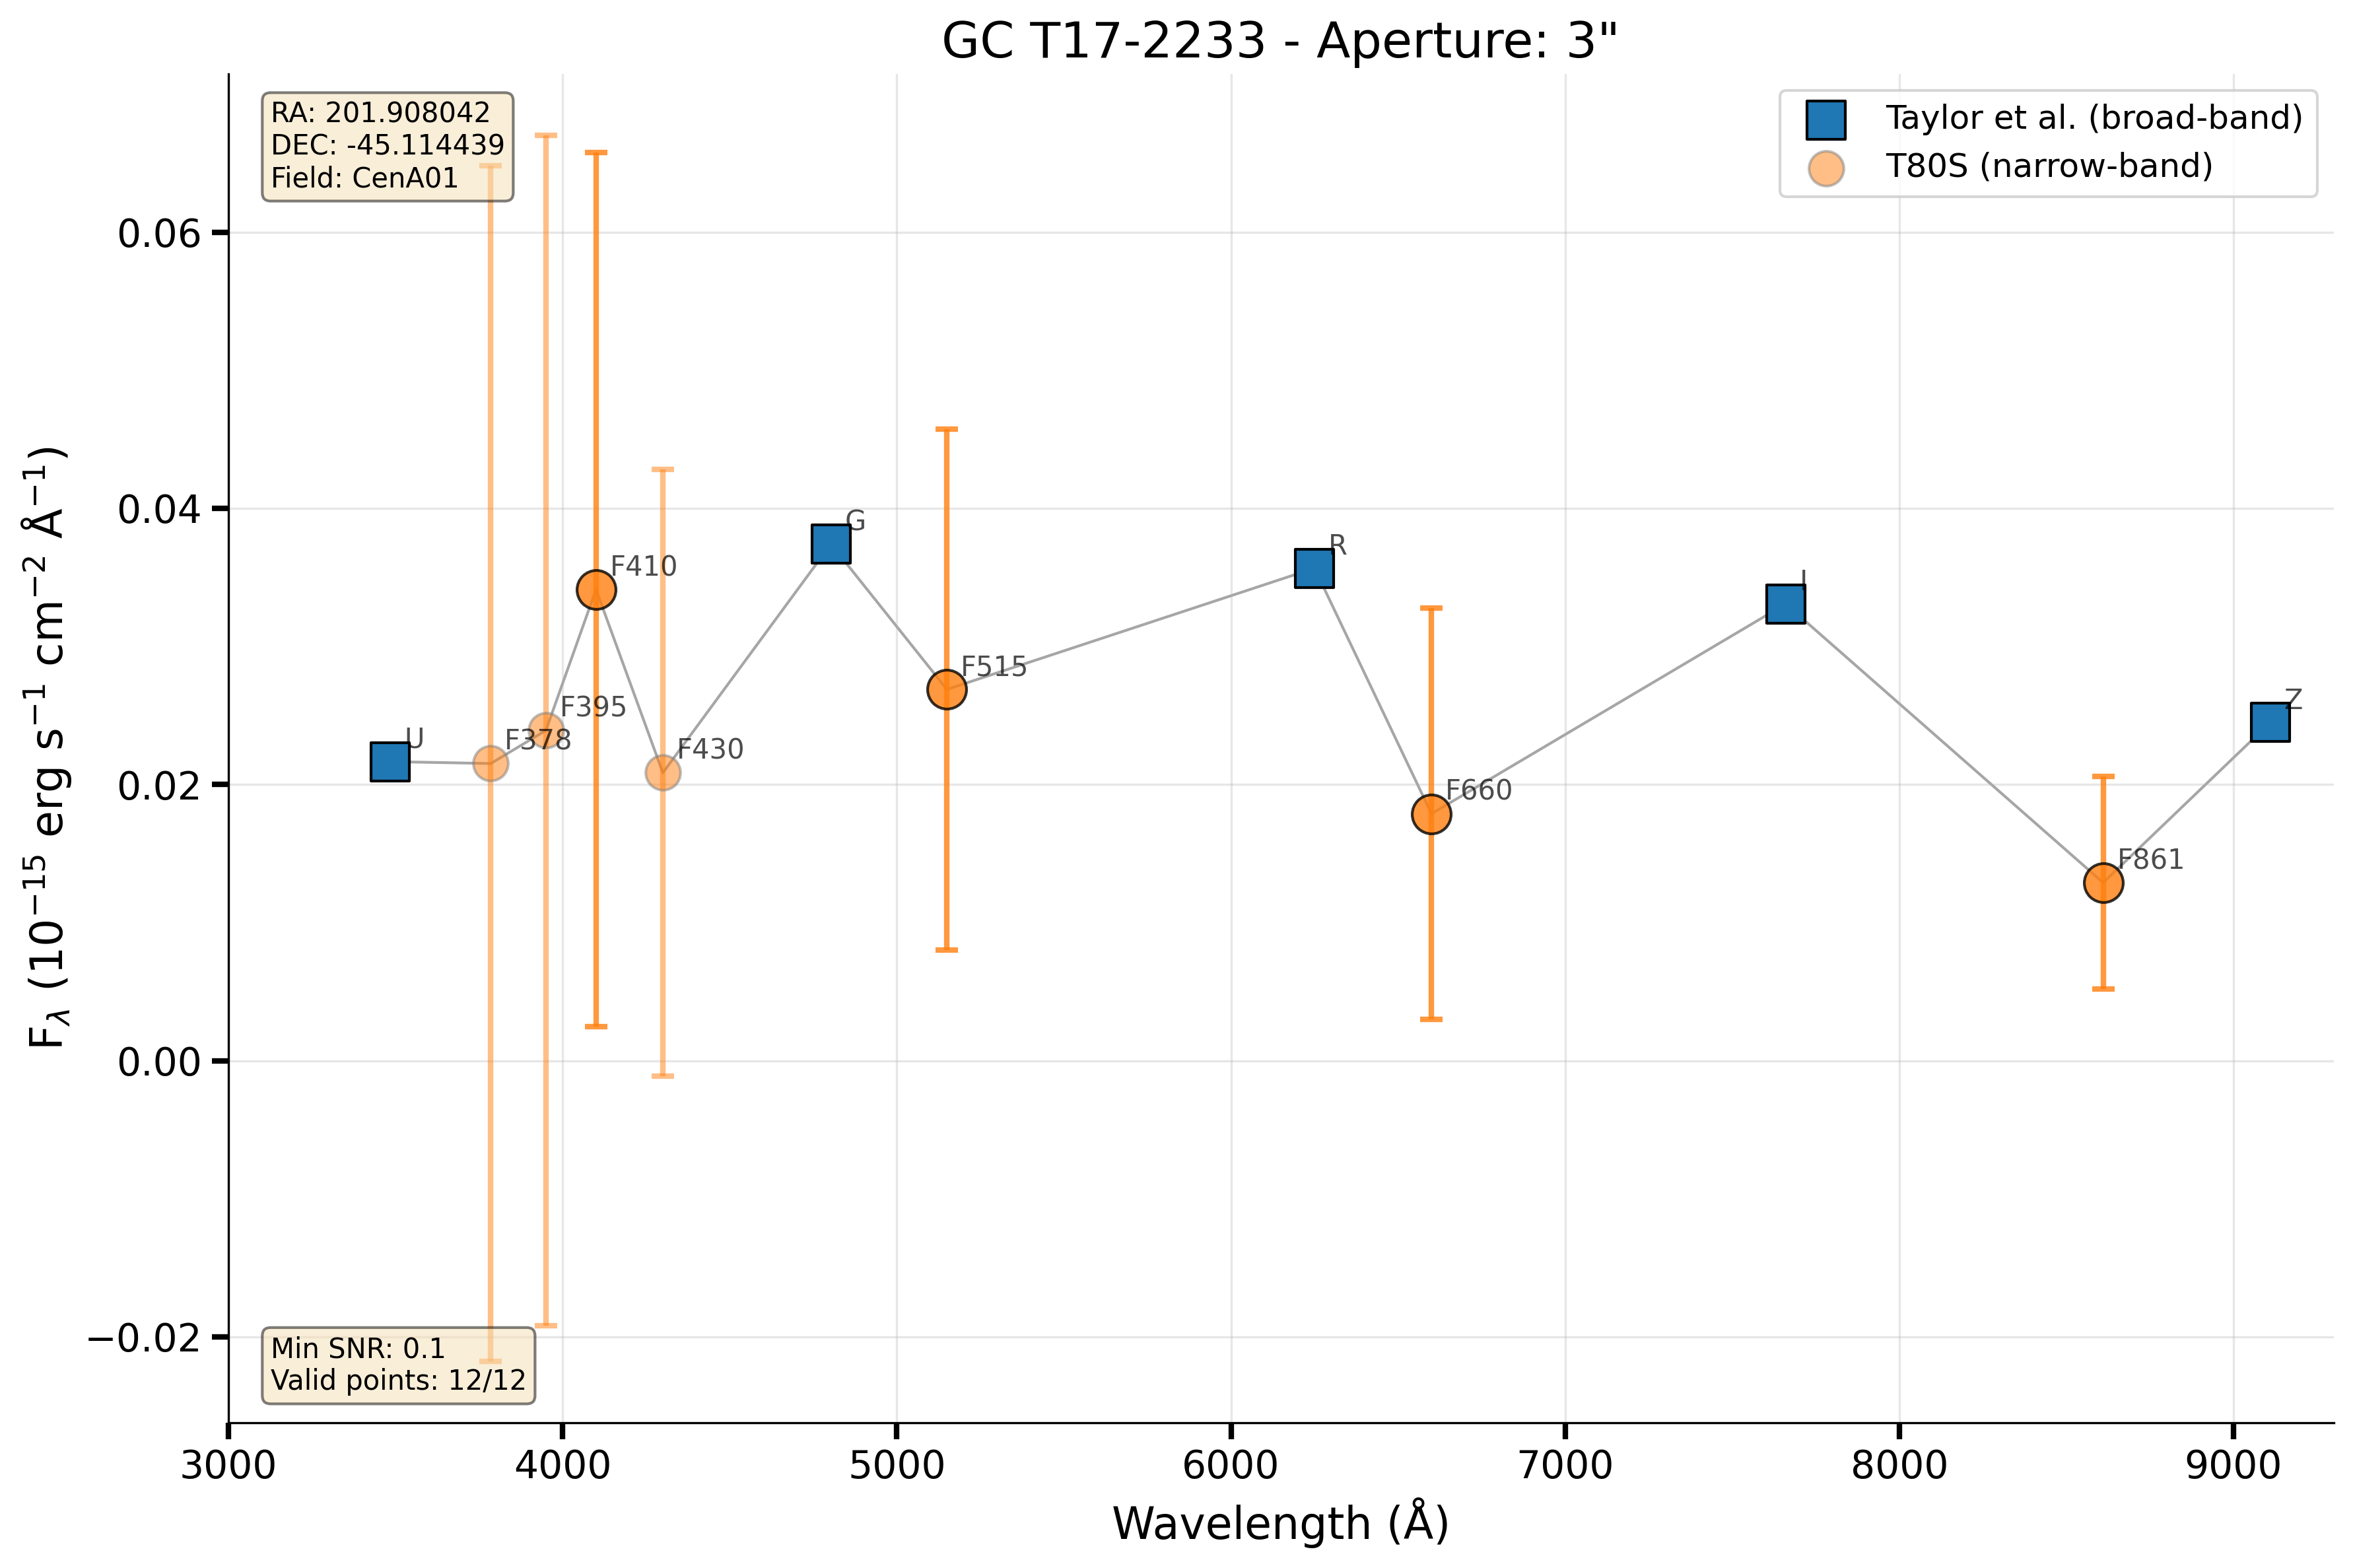 GC T17-2233 - Aperture: 3"
RA: 201.908042
DEC: -45.114439
Field: CenA01
Taylor et al. (broad-band)
T80S (narrow-band)
F$_{\lambda}$ (10$^{-15}$ erg s$^{-1}$ cm$^{-2}$ Å$^{-1}$)
0.06
0.04
0.02
0.00
−0.02
U
F378
F395
F410
F430
G
F515
R
F660
I
F861
Z
Min SNR: 0.1
Valid points: 12/12
3000 4000 5000 6000 7000 8000 9000
Wavelength (Å)